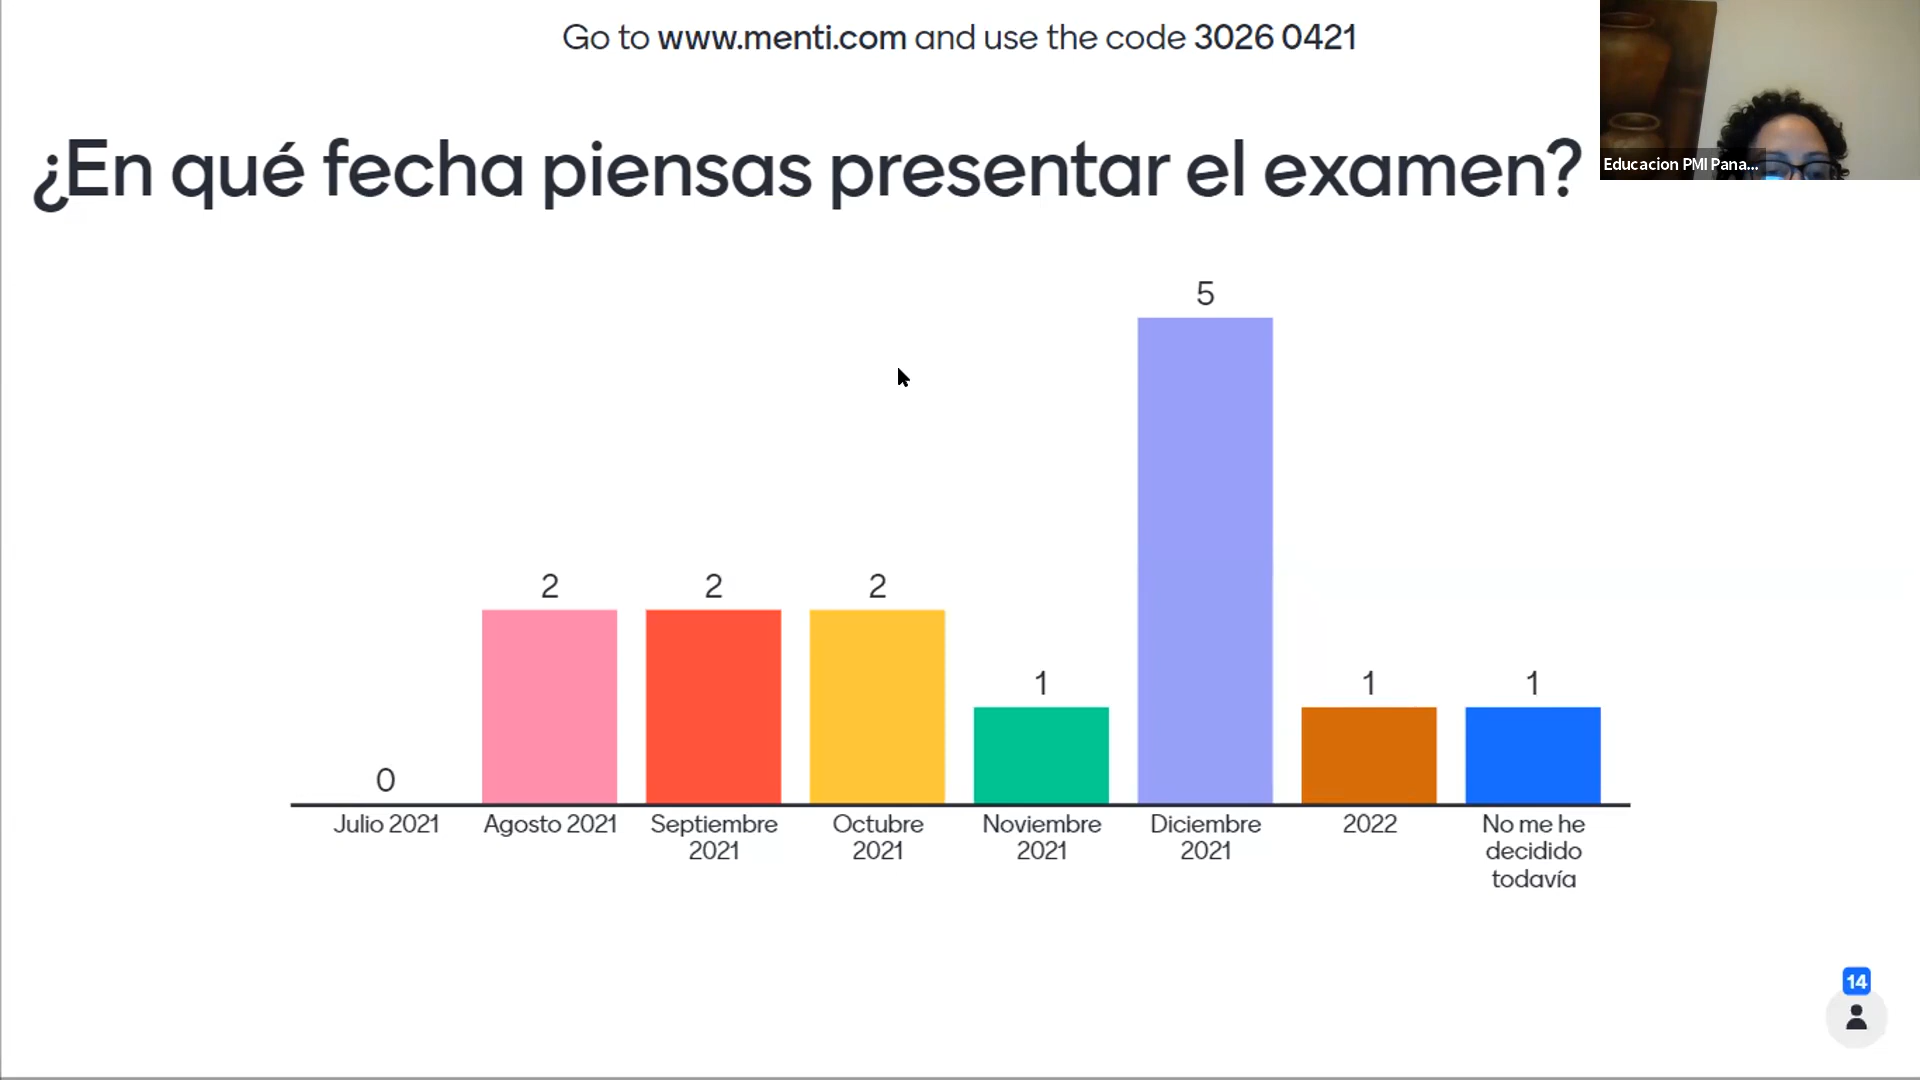 Go to www.menti.com and use the code 3026 0421
¿En qué fecha piensas presentar el examen?
Educacion PMI Pana...
5
2
2
2
1
1
1
0
Julio 2021
Agosto 2021
Septiembre
2021
Octubre
2021
Noviembre
2021
Diciembre
2021
2022
No me he
decidido
todavía
14